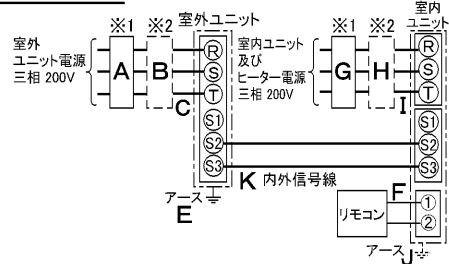 ※1 ※2 室外ユニット
室外
ユニット電源
三相 200V
A B
C
R
S
T
S1
S2
S3
アース
E
※1 ※2 室内
ユニット
室内ユニット
及び
ヒーター電源
三相 200V
G H
I
R
S
T
S1
S2
S3
K 内外信号線
F
リモコン
①
②
アース J